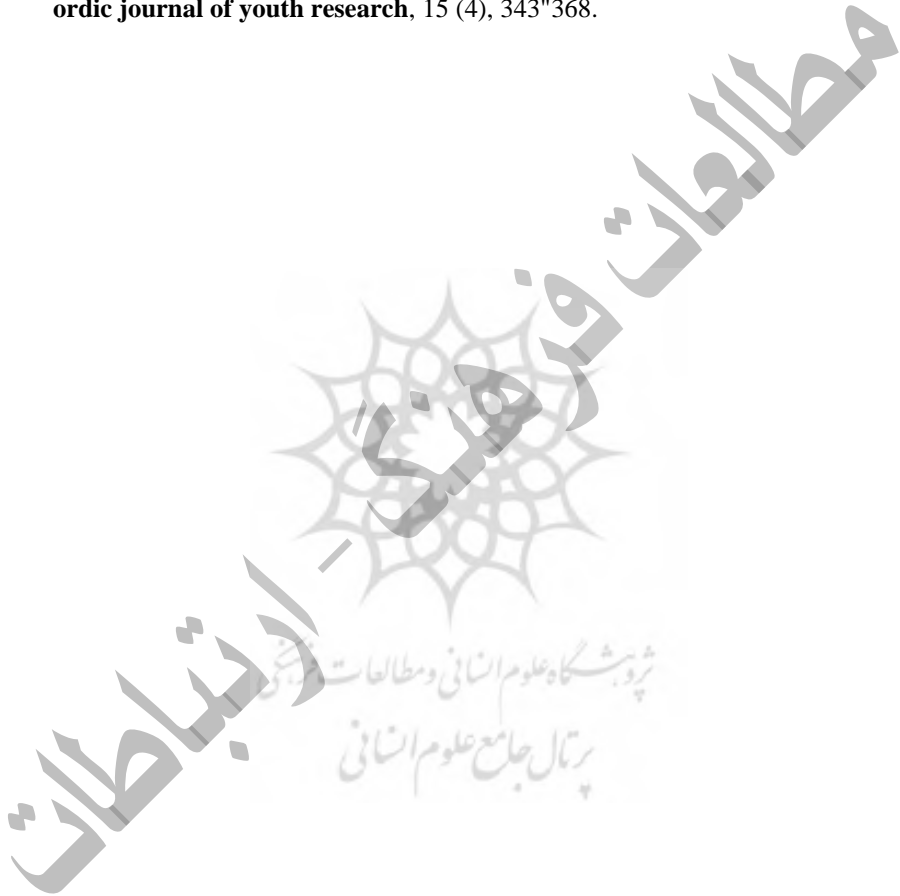 ordic journal of youth research, 15 (4), 343"368.
مطالعات فرهنگ - ارتباطات
پژوهشگاه علوم انسانی و مطالعات فرهنگی
پرتال جامع علوم انسانی